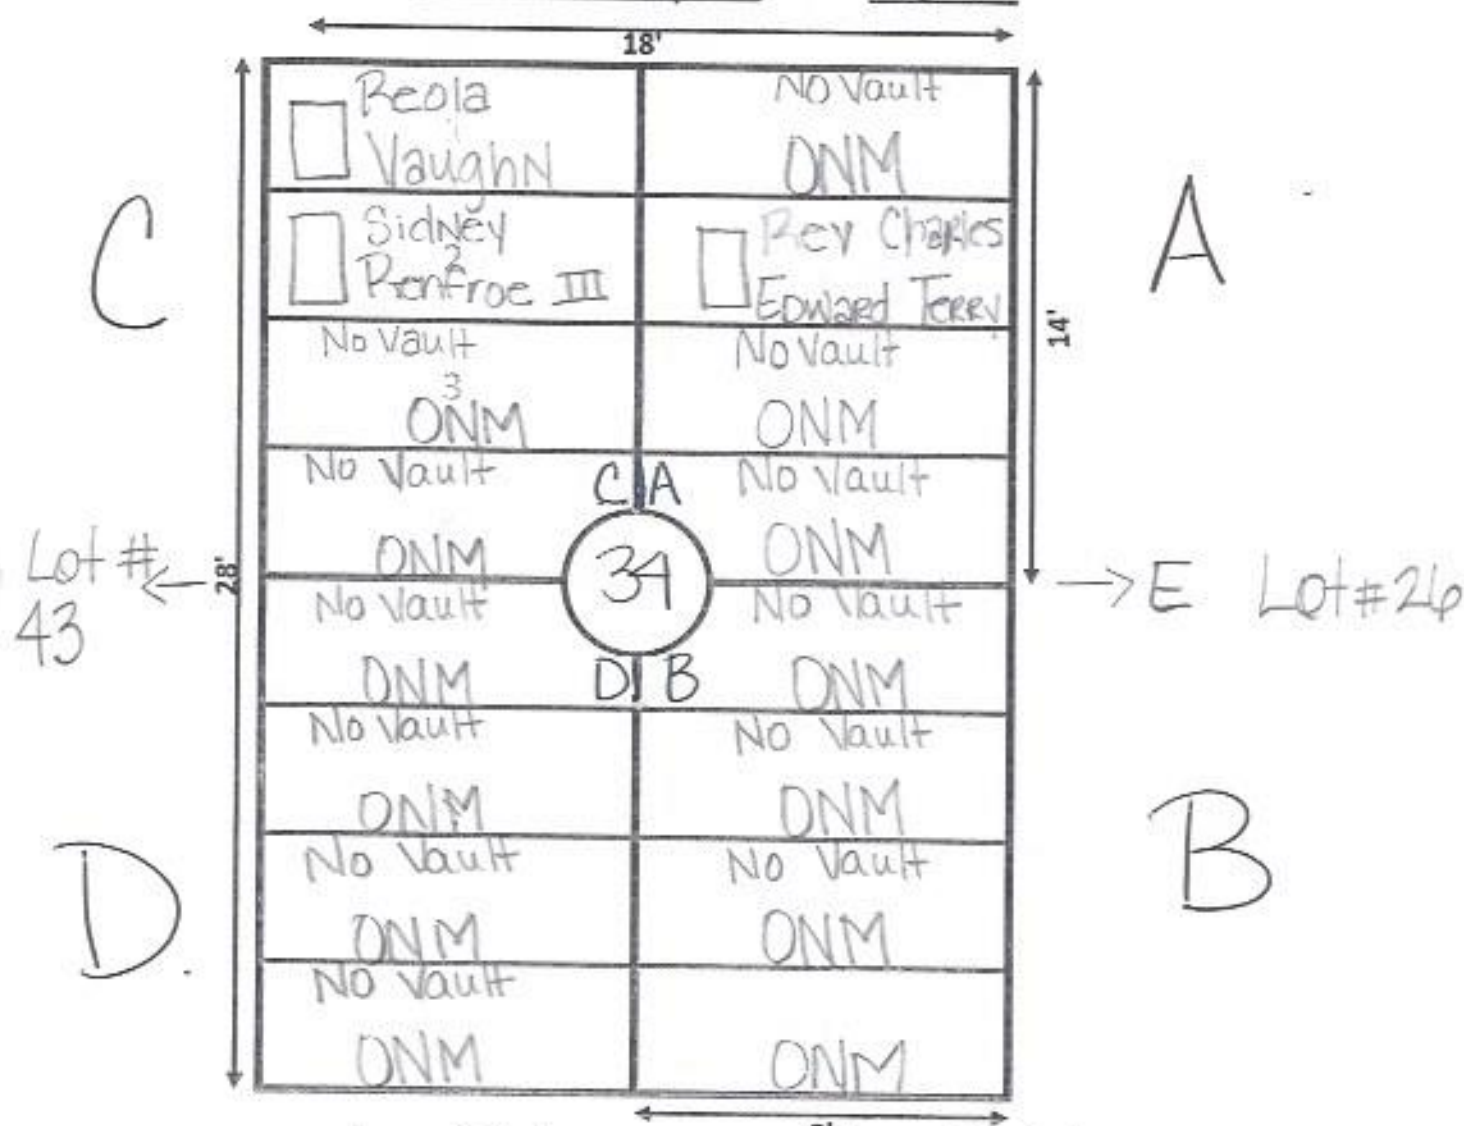 18'
Reola
Vaughn
No Vault
ONM
Sidney
2
Renfroe III
Rev Charles
Edward Terry
C
A
14'
No Vault
3
ONM
No Vault
ONM
No Vault
ONM
No Vault
ONM
C A
34
Lot #
43
28'
E Lot #26
No Vault
ONM
No Vault
ONM
D B
No Vault
ONM
No Vault
ONM
D
B
No Vault
ONM
No Vault
ONM
No Vault
ONM
ONM